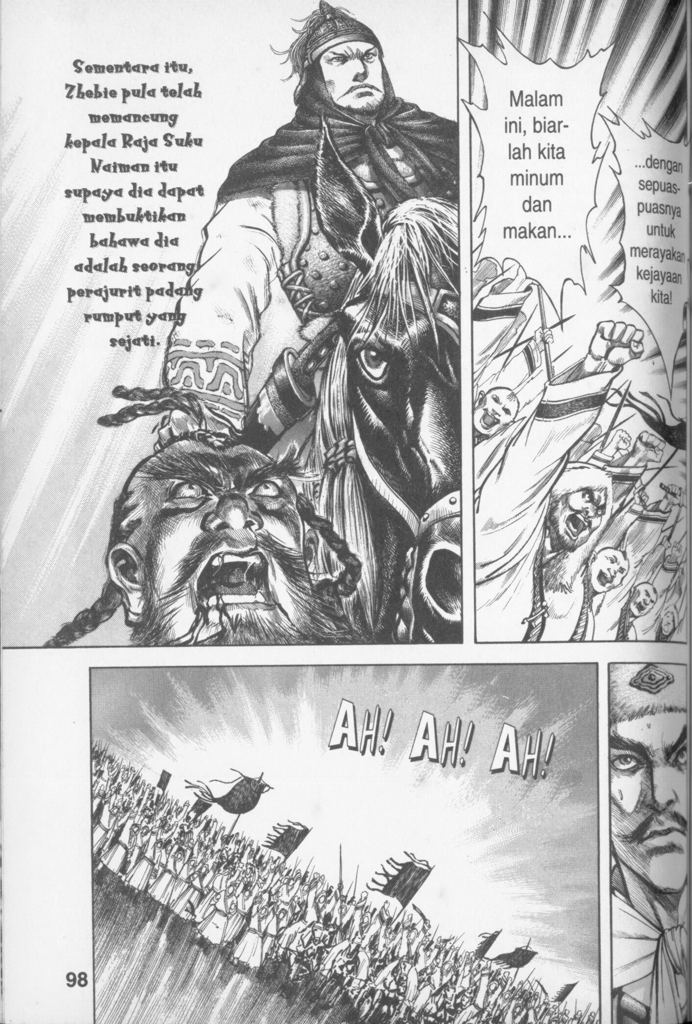 Sementara itu,
Zhebie pula telah
memancung
kepala Raja Suku
Naiman itu
supaya dia dapat
membuktikan
bahawa dia
adalah seorang
perajurit padang
rumput yang
sejati.
Malam
ini, biar-
lah kita
minum
dan
makan...
...dengan
sepuas-
puasnya
untuk
merayakan
kejayaan
kita!
AH! AH! AH!
98